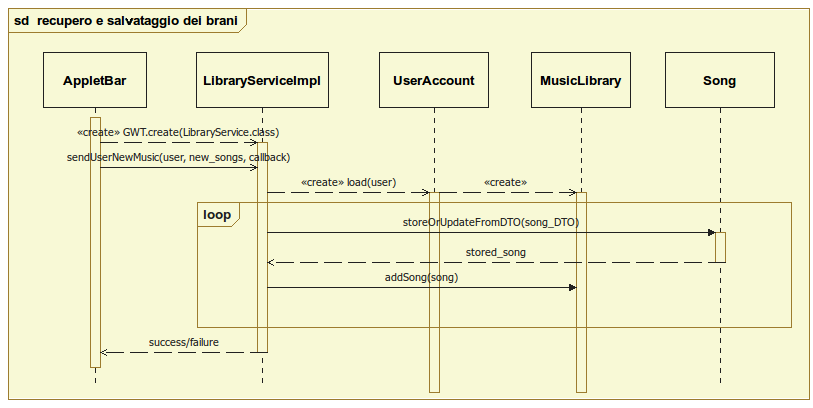 sd recupero e salvataggio dei brani
AppletBar
LibraryServiceImpl
UserAccount
MusicLibrary
Song
«create» GWT.create(LibraryService.class)
sendUserNewMusic(user, new_songs, callback)
«create» load(user)
«create»
loop
storeOrUpdateFromDTO(song_DTO)
stored_song
addSong(song)
success/failure